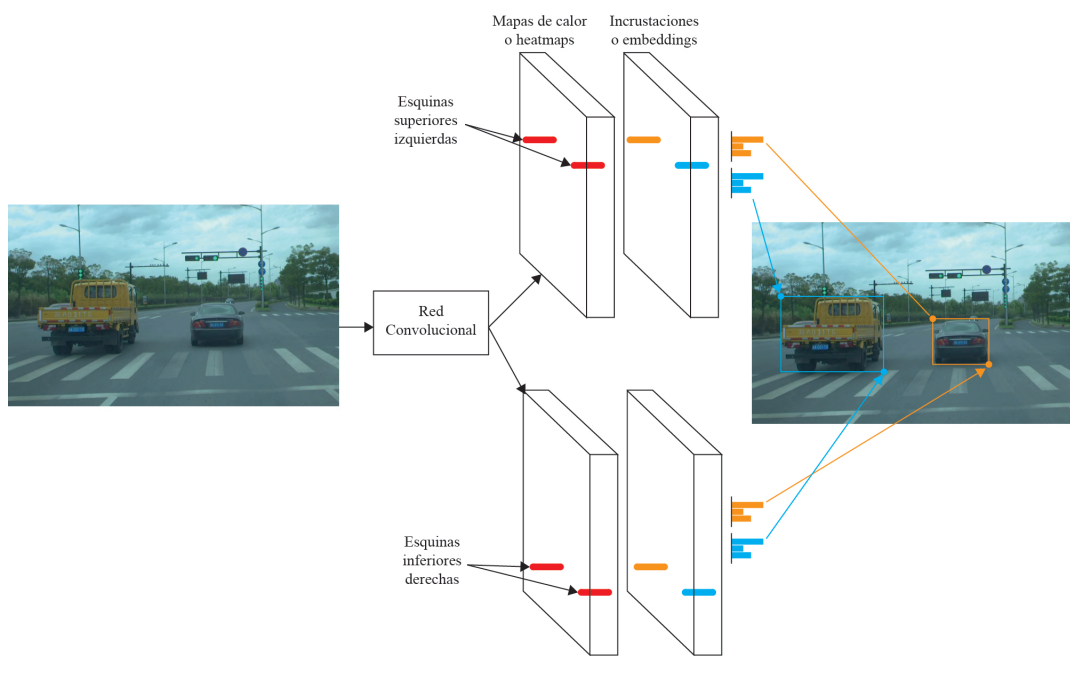 Mapas de calor
o heatmaps
Incrustaciones
o embeddings
Esquinas
superiores
izquierdas
Red
Convolucional
Esquinas
inferiores
derechas